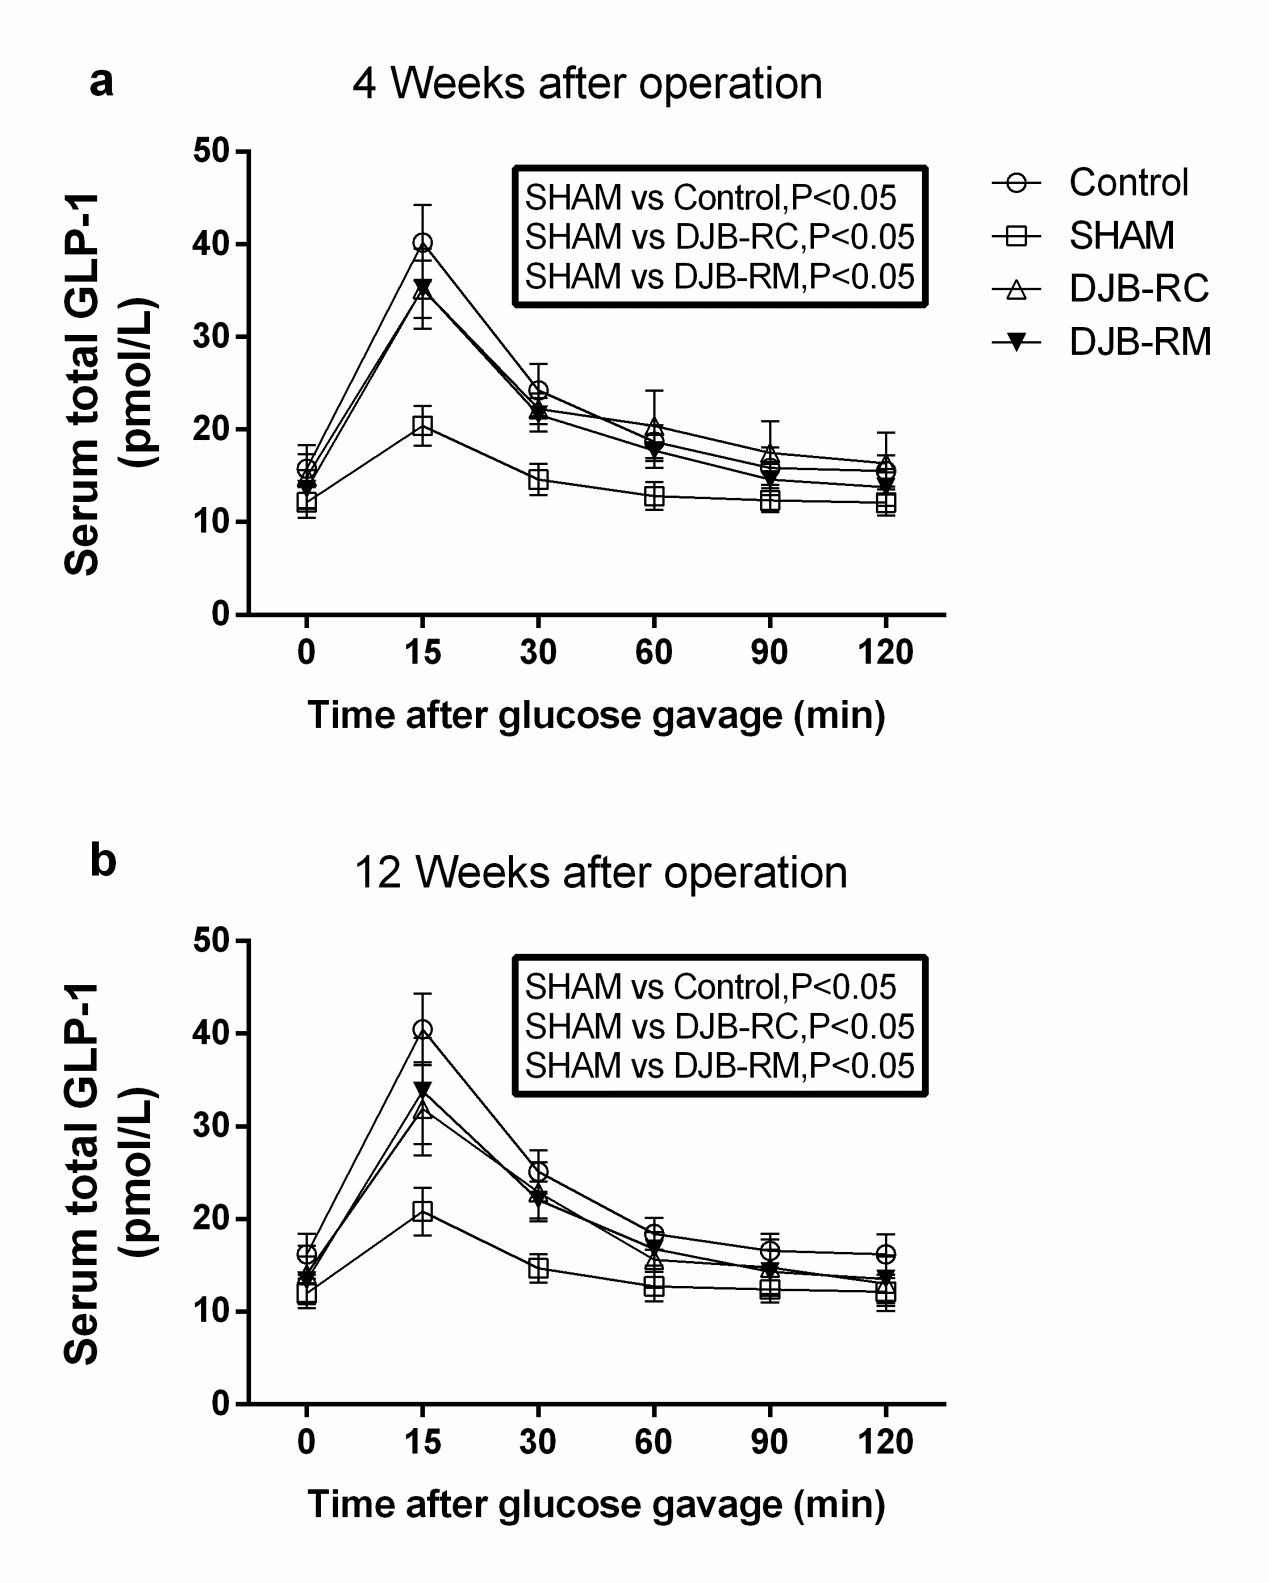 a
4 Weeks after operation
50
40
30
20
10
0
Serum total GLP-1
(pmol/L)
SHAM vs Control,P<0.05
SHAM vs DJB-RC,P<0.05
SHAM vs DJB-RM,P<0.05
Control
SHAM
DJB-RC
DJB-RM
0 15 30 60 90 120
Time after glucose gavage (min)
b
12 Weeks after operation
50
40
30
20
10
0
Serum total GLP-1
(pmol/L)
SHAM vs Control,P<0.05
SHAM vs DJB-RC,P<0.05
SHAM vs DJB-RM,P<0.05
0 15 30 60 90 120
Time after glucose gavage (min)